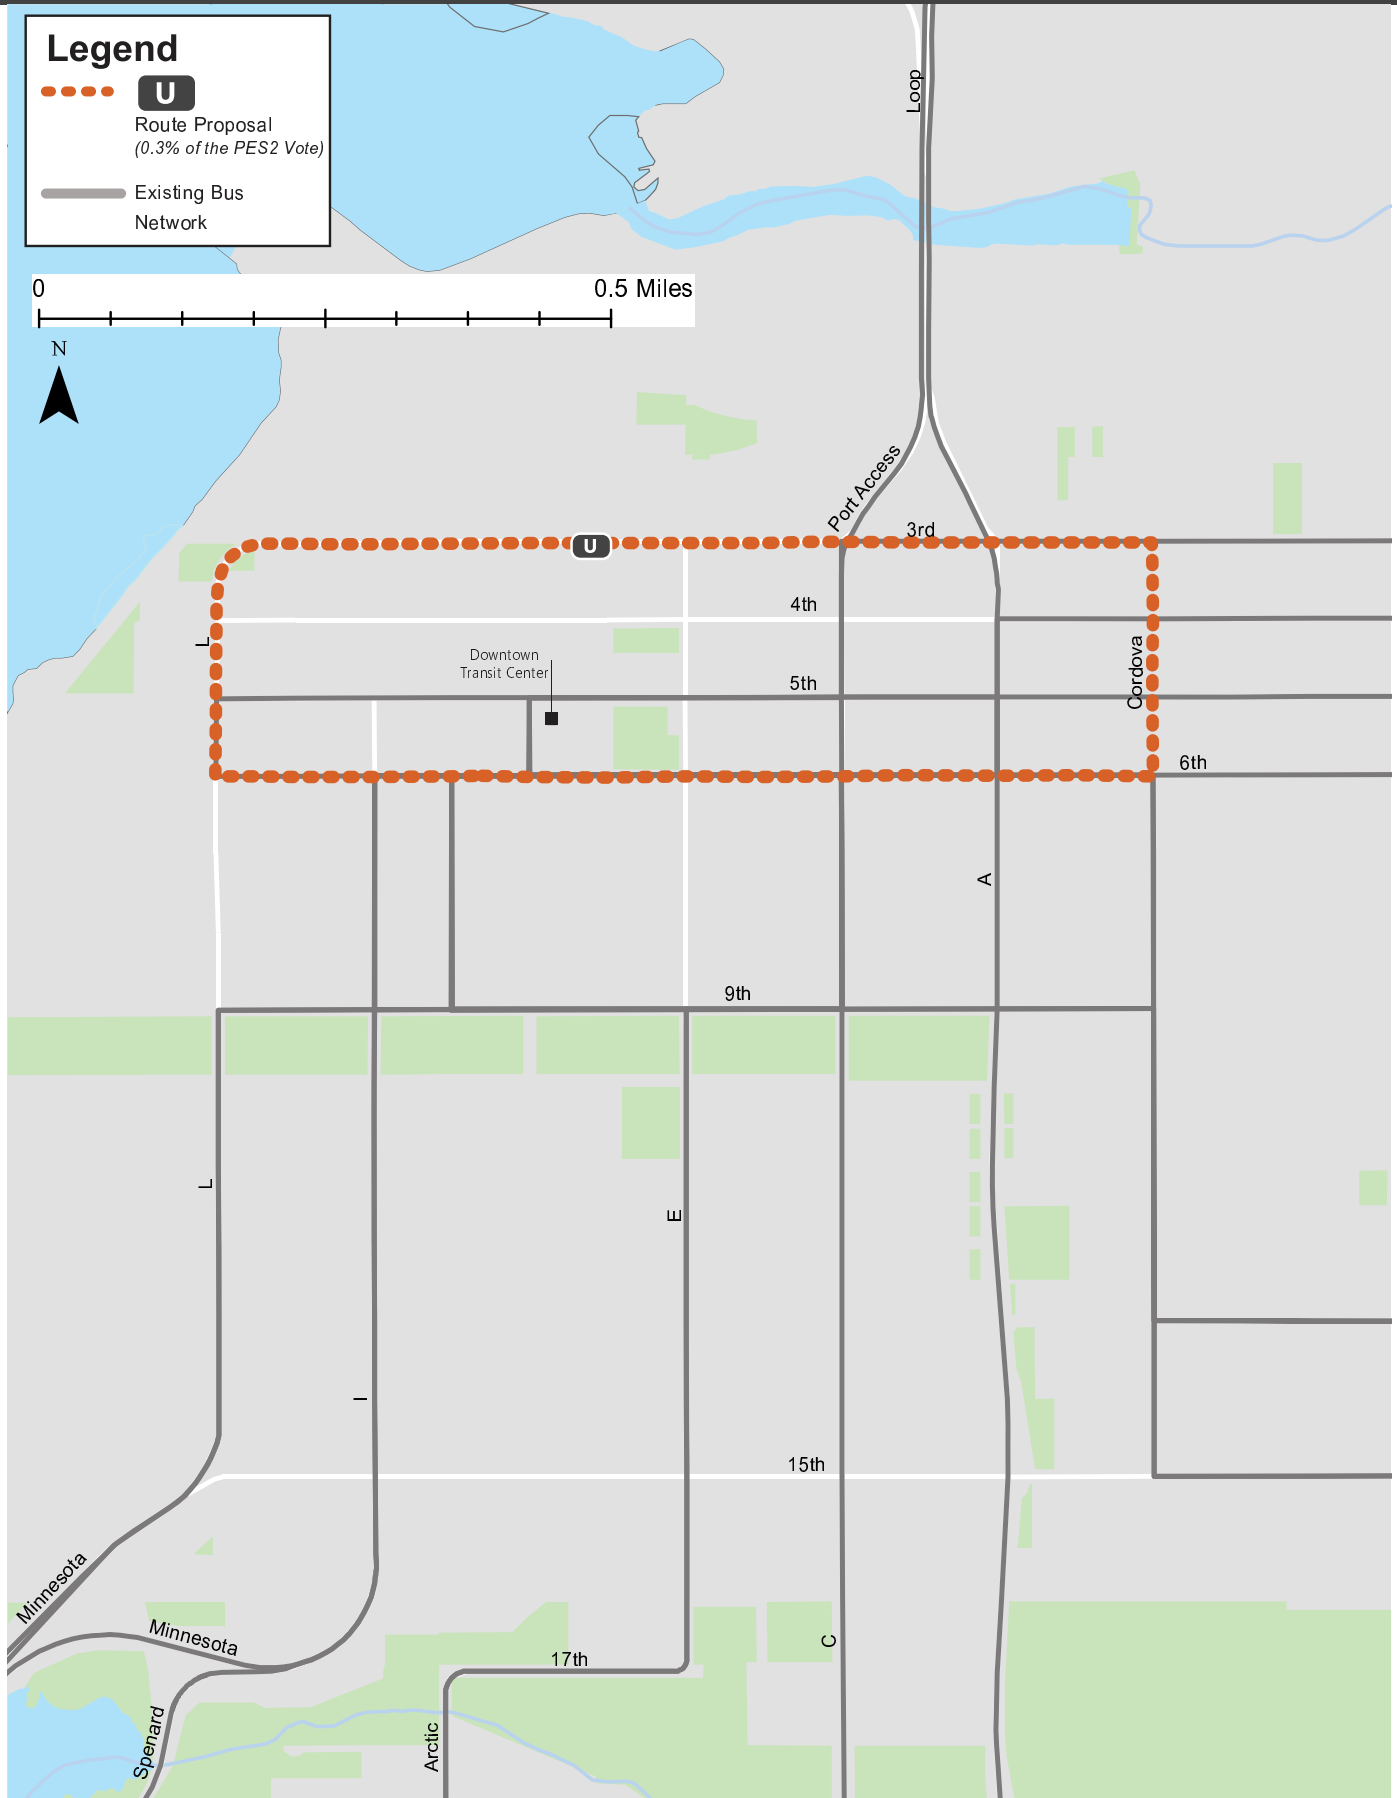 Legend
U
Route Proposal
(0.3% of the PES2 Vote)
Existing Bus
Network
0
0.5 Miles
N
Loop
Port Access
3rd
U
4th
L
Downtown
Transit Center
Cordova
5th
6th
A
9th
L
E
I
15th
Minnesota
Minnesota
C
17th
Spenard
Arctic